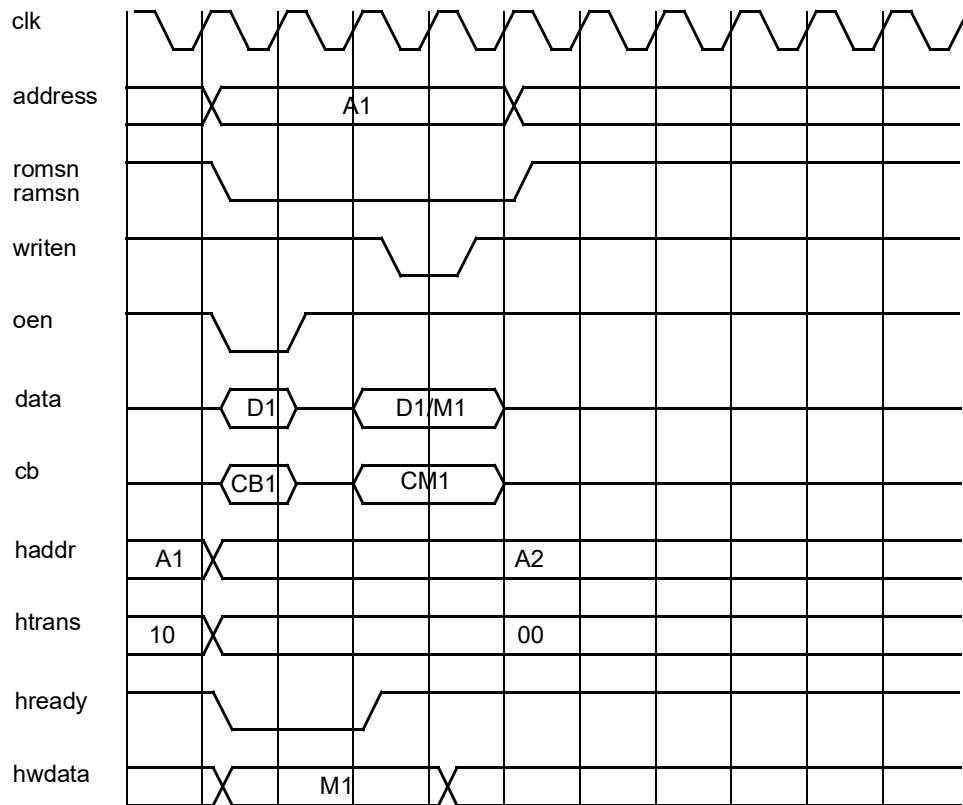 clk
address
A1
romsn
ramsn
writen
oen
data
D1
D1/M1
cb
CB1
CM1
haddr
A1
A2
htrans
10
00
hready
hwdata
M1